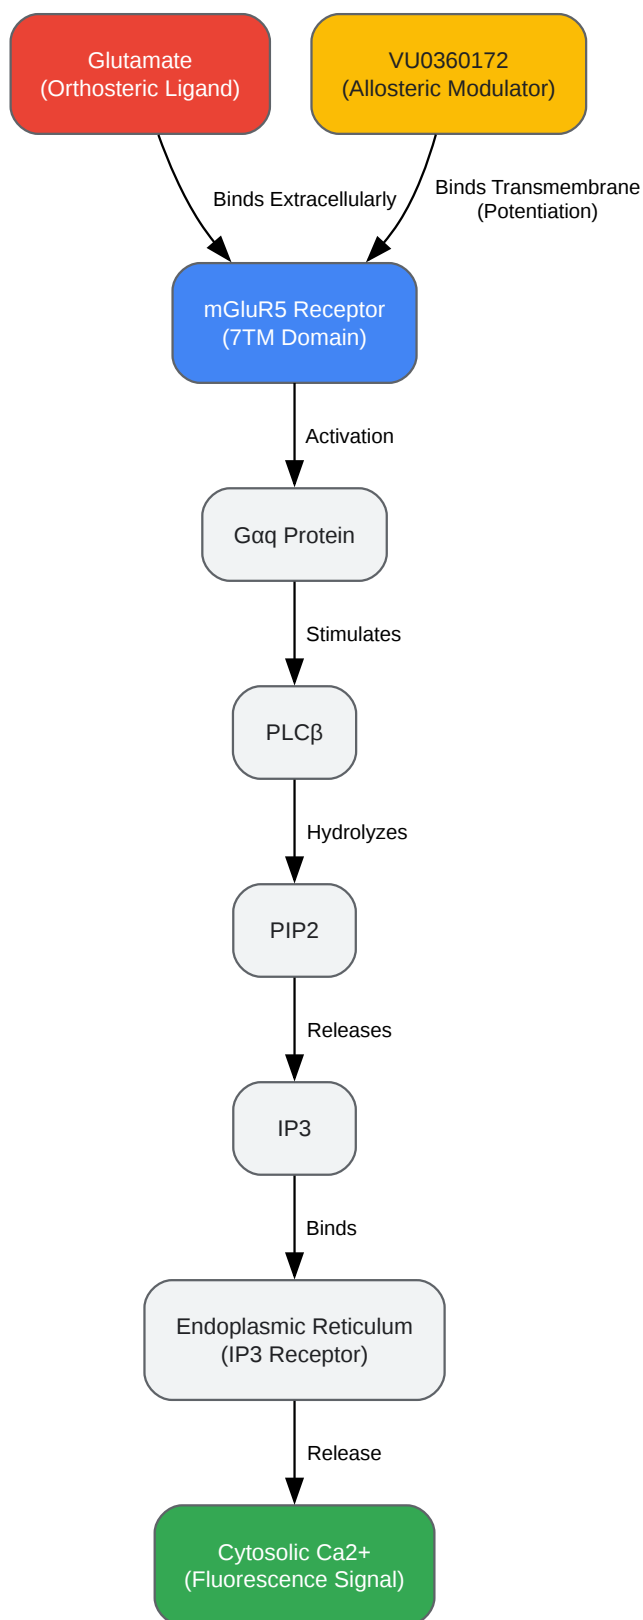 Glutamate
(Orthosteric Ligand)
VU0360172
(Allosteric Modulator)
Binds Extracellularly
Binds Transmembrane
(Potentiation)
mGluR5 Receptor
(7TM Domain)
Activation
Gαq Protein
Stimulates
PLCβ
Hydrolyzes
PIP2
Releases
IP3
Binds
Endoplasmic Reticulum
(IP3 Receptor)
Release
Cytosolic Ca2+
(Fluorescence Signal)